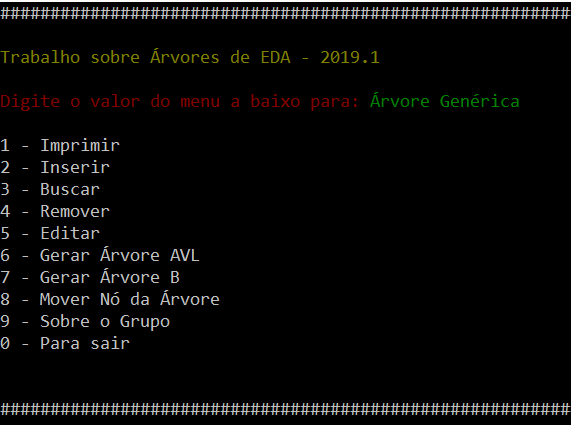 #########################################################
Trabalho sobre Árvores de EDA - 2019.1
Digite o valor do menu a baixo para: Árvore Genérica
1 - Imprimir
2 - Inserir
3 - Buscar
4 - Remover
5 - Editar
6 - Gerar Árvore AVL
7 - Gerar Árvore B
8 - Mover Nó da Árvore
9 - Sobre o Grupo
0 - Para sair
#########################################################